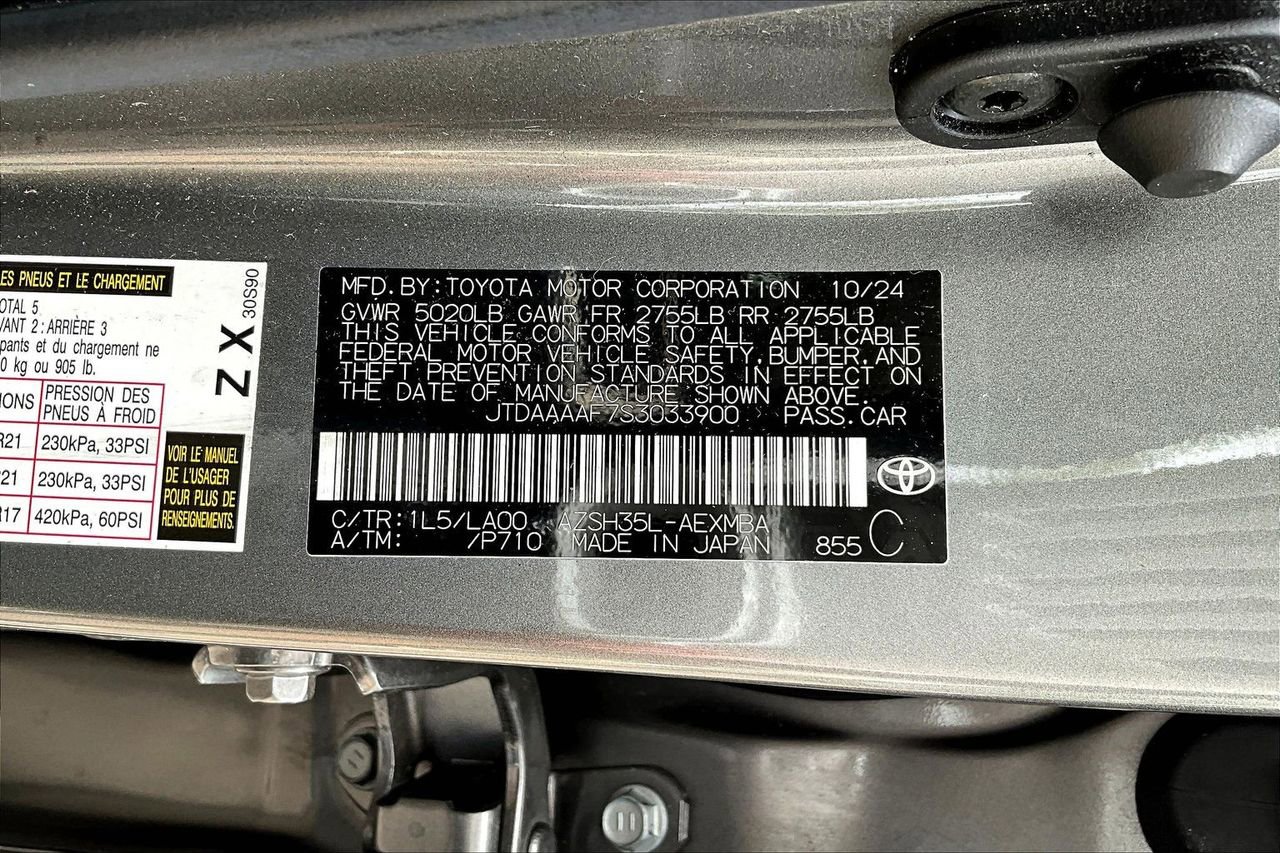 LES PNEUS ET LE CHARGEMENT
OTAL 5
VANT 2 : ARRIÈRE 3
pants et du chargement ne
0 kg ou 905 lb.
IONS
PRESSION DES
PNEUS À FROID
R21 230kPa, 33PSI
R21 230kPa, 33PSI
R17 420kPa, 60PSI
ZX
30S90
VOIR LE MANUEL
DE L'USAGER
POUR PLUS DE
RENSEIGNEMENTS.
MFD. BY: TOYOTA MOTOR CORPORATION 10/24
GVWR 5020LB GAWR FR 2755LB RR 2755LB
THIS VEHICLE CONFORMS TO ALL APPLICABLE
FEDERAL MOTOR VEHICLE SAFETY, BUMPER, AND
THEFT PREVENTION STANDARDS IN EFFECT ON
THE DATE OF MANUFACTURE SHOWN ABOVE.
JTDAAAAF7S3033900 PASS. CAR
C/TR: 1L5/LA00 AZSH35L-AEXMBA
A/TM: /P710 MADE IN JAPAN 855 C